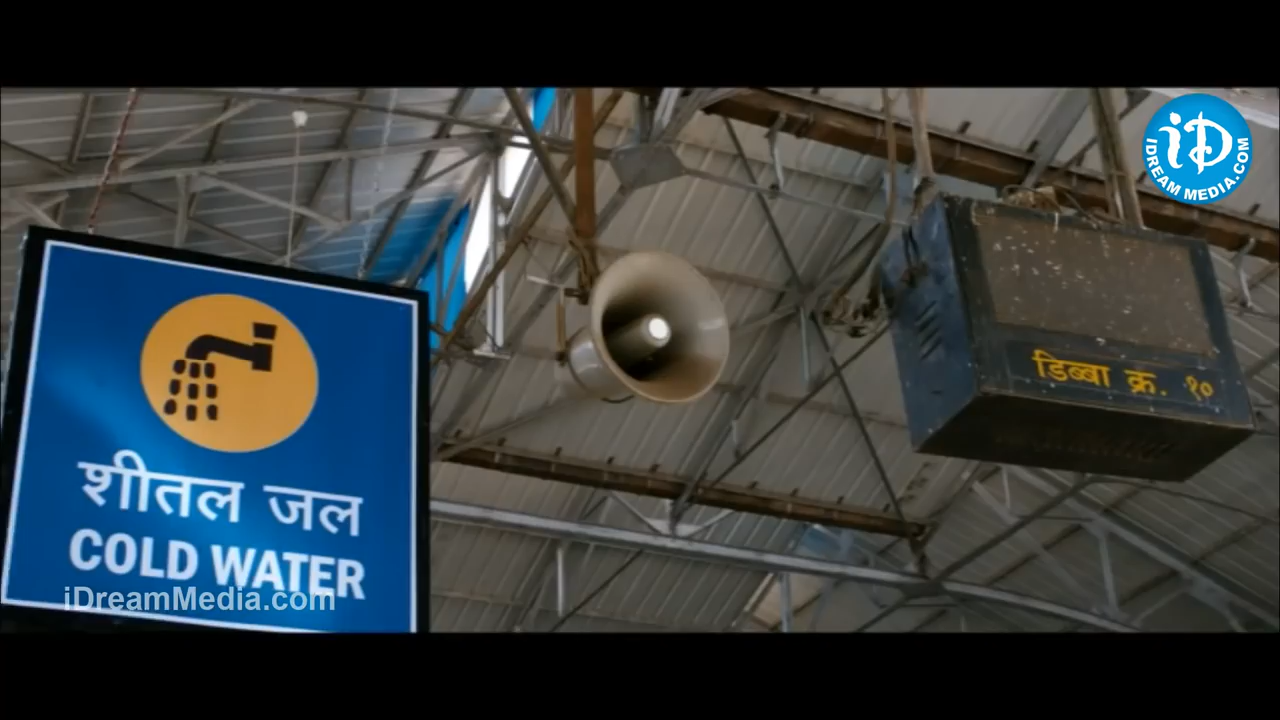 iD
IDREAM MEDIA.COM
डिब्बा क्र. १०
शीतल जल
COLD WATER
iDreamMedia.com